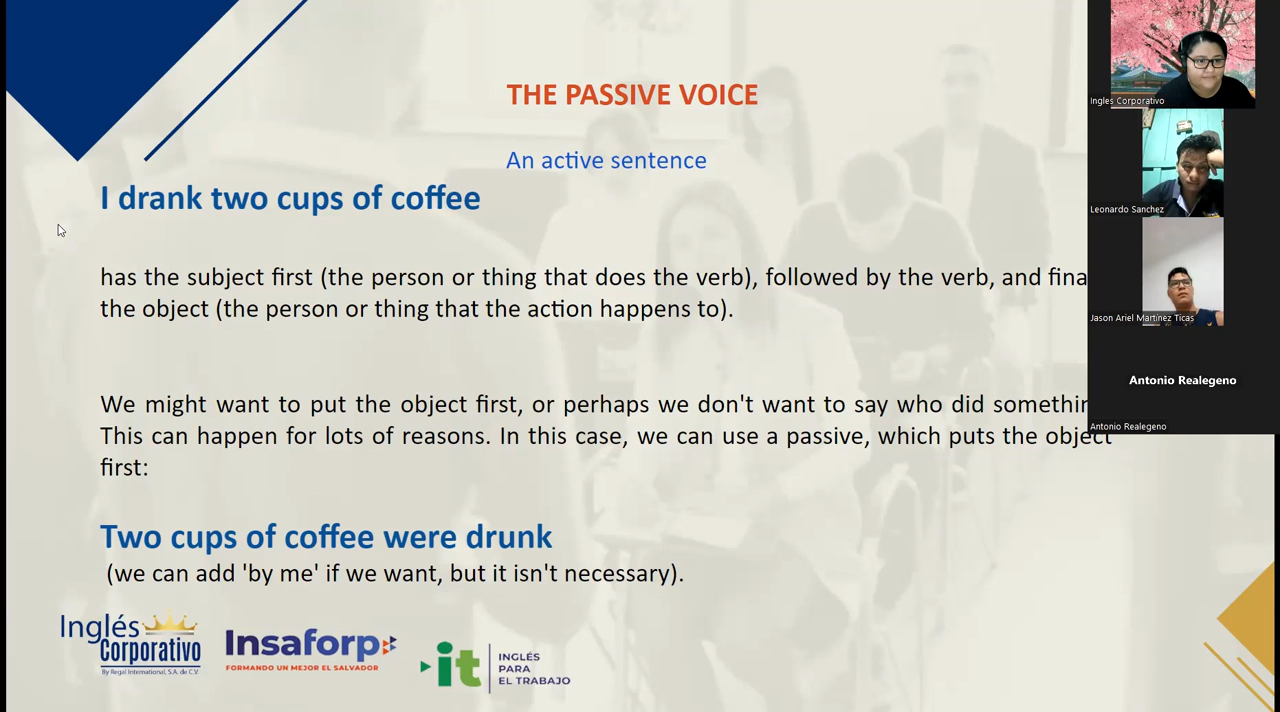 THE PASSIVE VOICE
An active sentence
I drank two cups of coffee
has the subject first (the person or thing that does the verb), followed by the verb, and fina
the object (the person or thing that the action happens to).
We might want to put the object first, or perhaps we don't want to say who did somethin
This can happen for lots of reasons. In this case, we can use a passive, which puts the object
first:
Two cups of coffee were drunk
(we can add 'by me' if we want, but it isn't necessary).
Inglés
Corporativo
By Regal International, S.A. de C.V.
Insaforp
FORMANDO UN MEJOR EL SALVADOR
it
INGLÉS
PARA
EL TRABAJO
Ingles Corporativo
Leonardo Sanchez
Jason Ariel Martinez Ticas
Antonio Realegeno
Antonio Realegeno